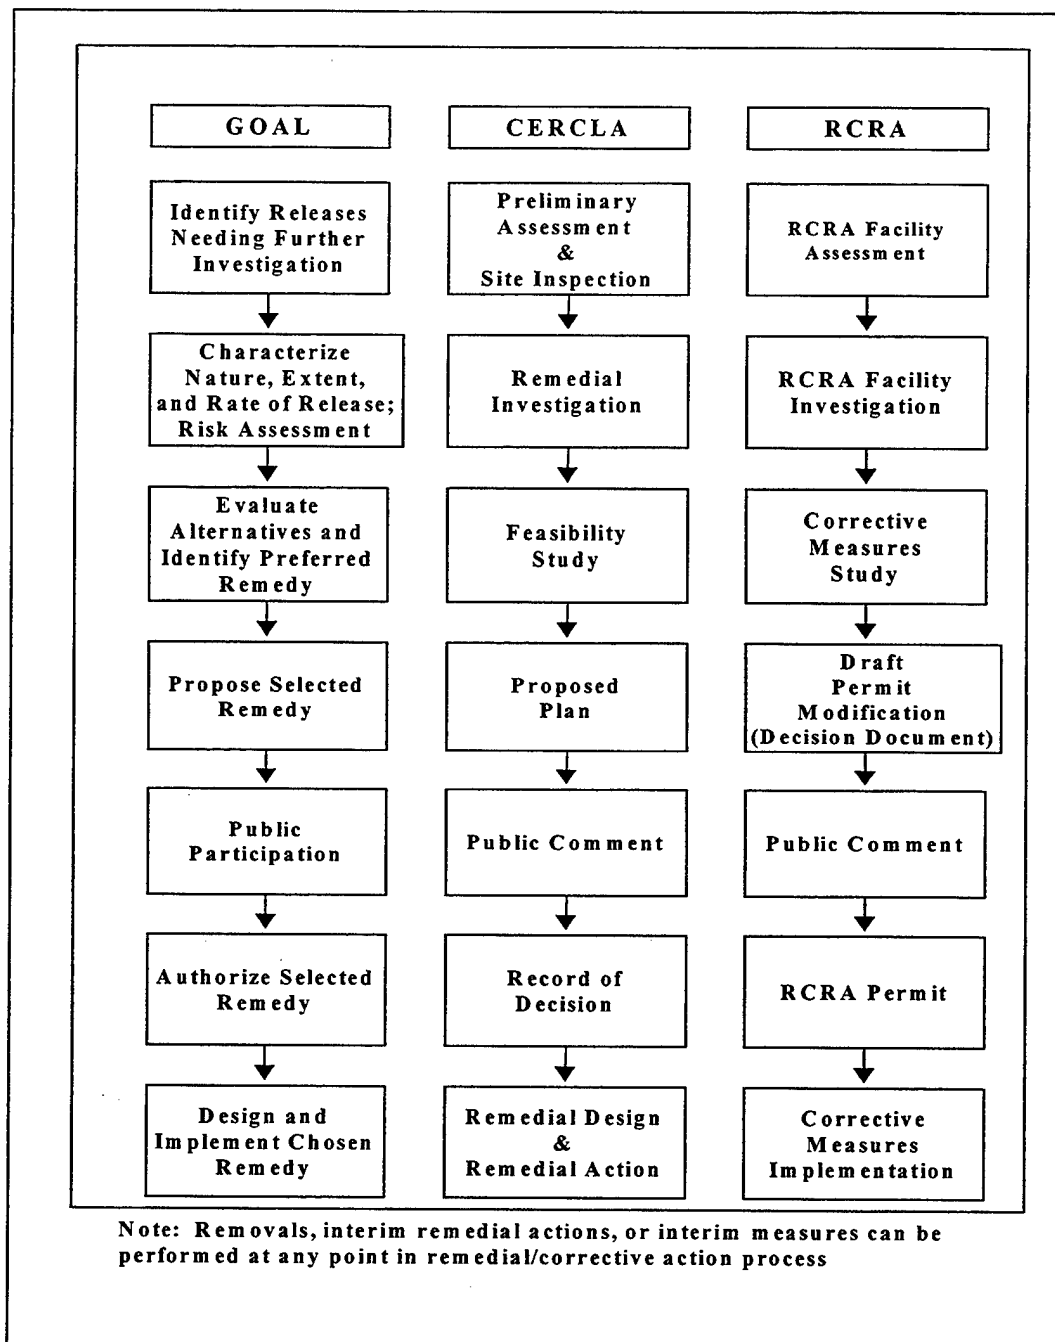 GOAL
CERCLA
RCRA
Identify Releases
Needing Further
Investigation
Preliminary
Assessment
&
Site Inspection
RCRA Facility
Assessment
Characterize
Nature, Extent,
and Rate of Release;
Risk Assessment
Remedial
Investigation
RCRA Facility
Investigation
Evaluate
Alternatives and
Identify Preferred
Remedy
Feasibility
Study
Corrective
Measures
Study
Propose Selected
Remedy
Proposed
Plan
Draft
Permit
Modification
(Decision Document)
Public
Participation
Public Comment
Public Comment
Authorize Selected
Remedy
Record of
Decision
RCRA Permit
Design and
Implement Chosen
Remedy
Remedial Design
&
Remedial Action
Corrective
Measures
Implementation
Note: Removals, interim remedial actions, or interim measures can be
performed at any point in remedial/corrective action process